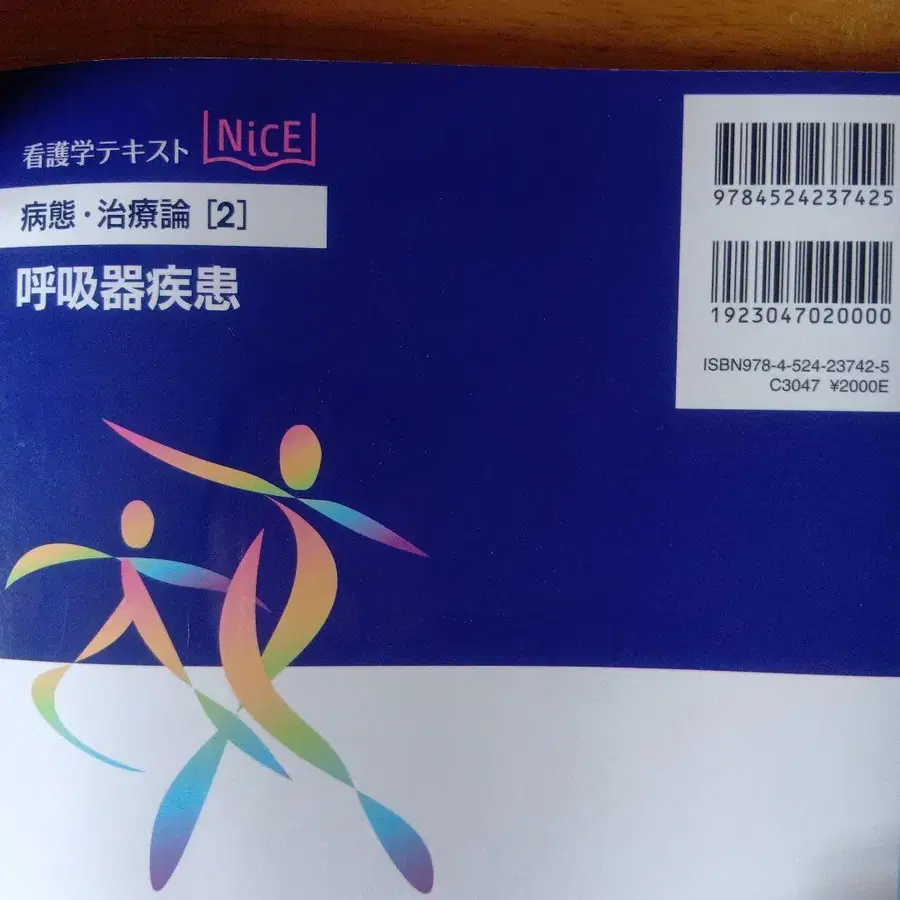 看護学テキスト NiCE
病態・治療論［2］
呼吸器疾患
9784524237425
1923047020000
ISBN978-4-524-23742-5
C3047 ¥2000E